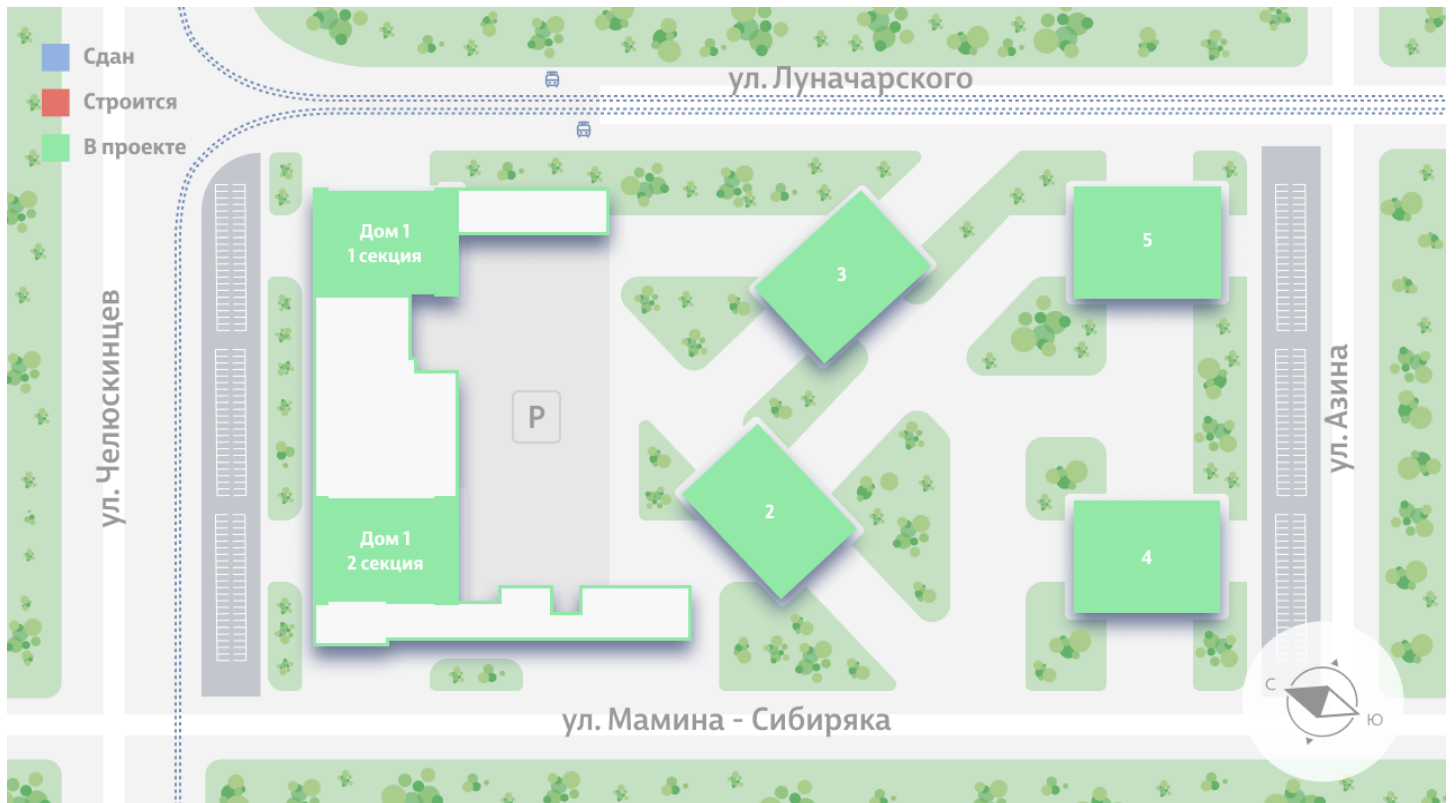 Сдан
Строится
В проекте
ул. Луначарского
ул. Челюскинцев
Дом 1
1 секция
3
5
P
ул. Азина
2
Дом 1
2 секция
4
ул. Мамина - Сибиряка
С
Ю